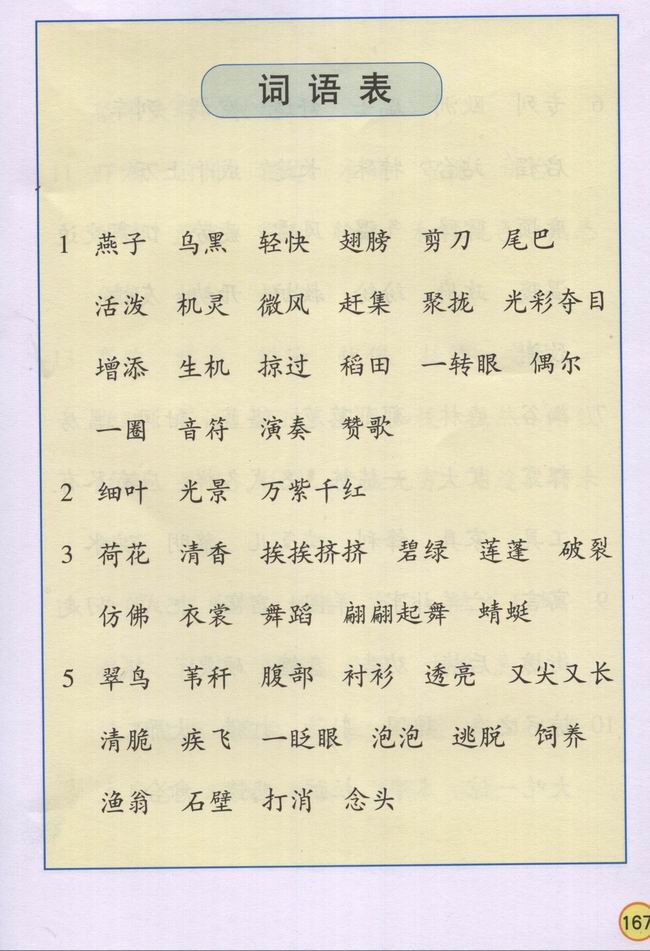 词语表
1 燕子 乌黑 轻快 翅膀 剪刀 尾巴
活泼 机灵 微风 赶集 聚拢 光彩夺目
增添 生机 掠过 稻田 一转眼 偶尔
一圈 音符 演奏 赞歌
2 细叶 光景 万紫千红
3 荷花 清香 挨挨挤挤 碧绿 莲蓬 破裂
仿佛 衣裳 舞蹈 翩翩起舞 蜻蜓
5 翠鸟 苇秆 腹部 衬衫 透亮 又尖又长
清脆 疾飞 一眨眼 泡泡 逃脱 饲养
渔翁 石壁 打消 念头
167